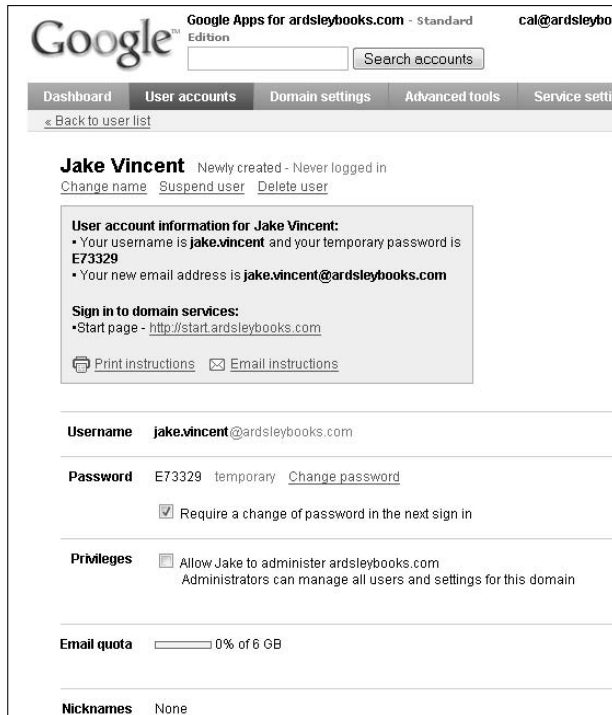 Google™
Google Apps for ardsleybooks.com - Standard
Edition
cal@ardsleybo
Search accounts
Dashboard User accounts Domain settings Advanced tools Service setti
« Back to user list
Jake Vincent Newly created - Never logged in
Change name Suspend user Delete user
User account information for Jake Vincent:
▪ Your username is jake.vincent and your temporary password is
E73329
▪ Your new email address is jake.vincent@ardsleybooks.com
Sign in to domain services:
▪Start page - http://start.ardsleybooks.com
Print instructions Email instructions
Username jake.vincent@ardsleybooks.com
Password E73329 temporary Change password
Require a change of password in the next sign in
Privileges Allow Jake to administer ardsleybooks.com
Administrators can manage all users and settings for this domain
Email quota 0% of 6 GB
Nicknames None